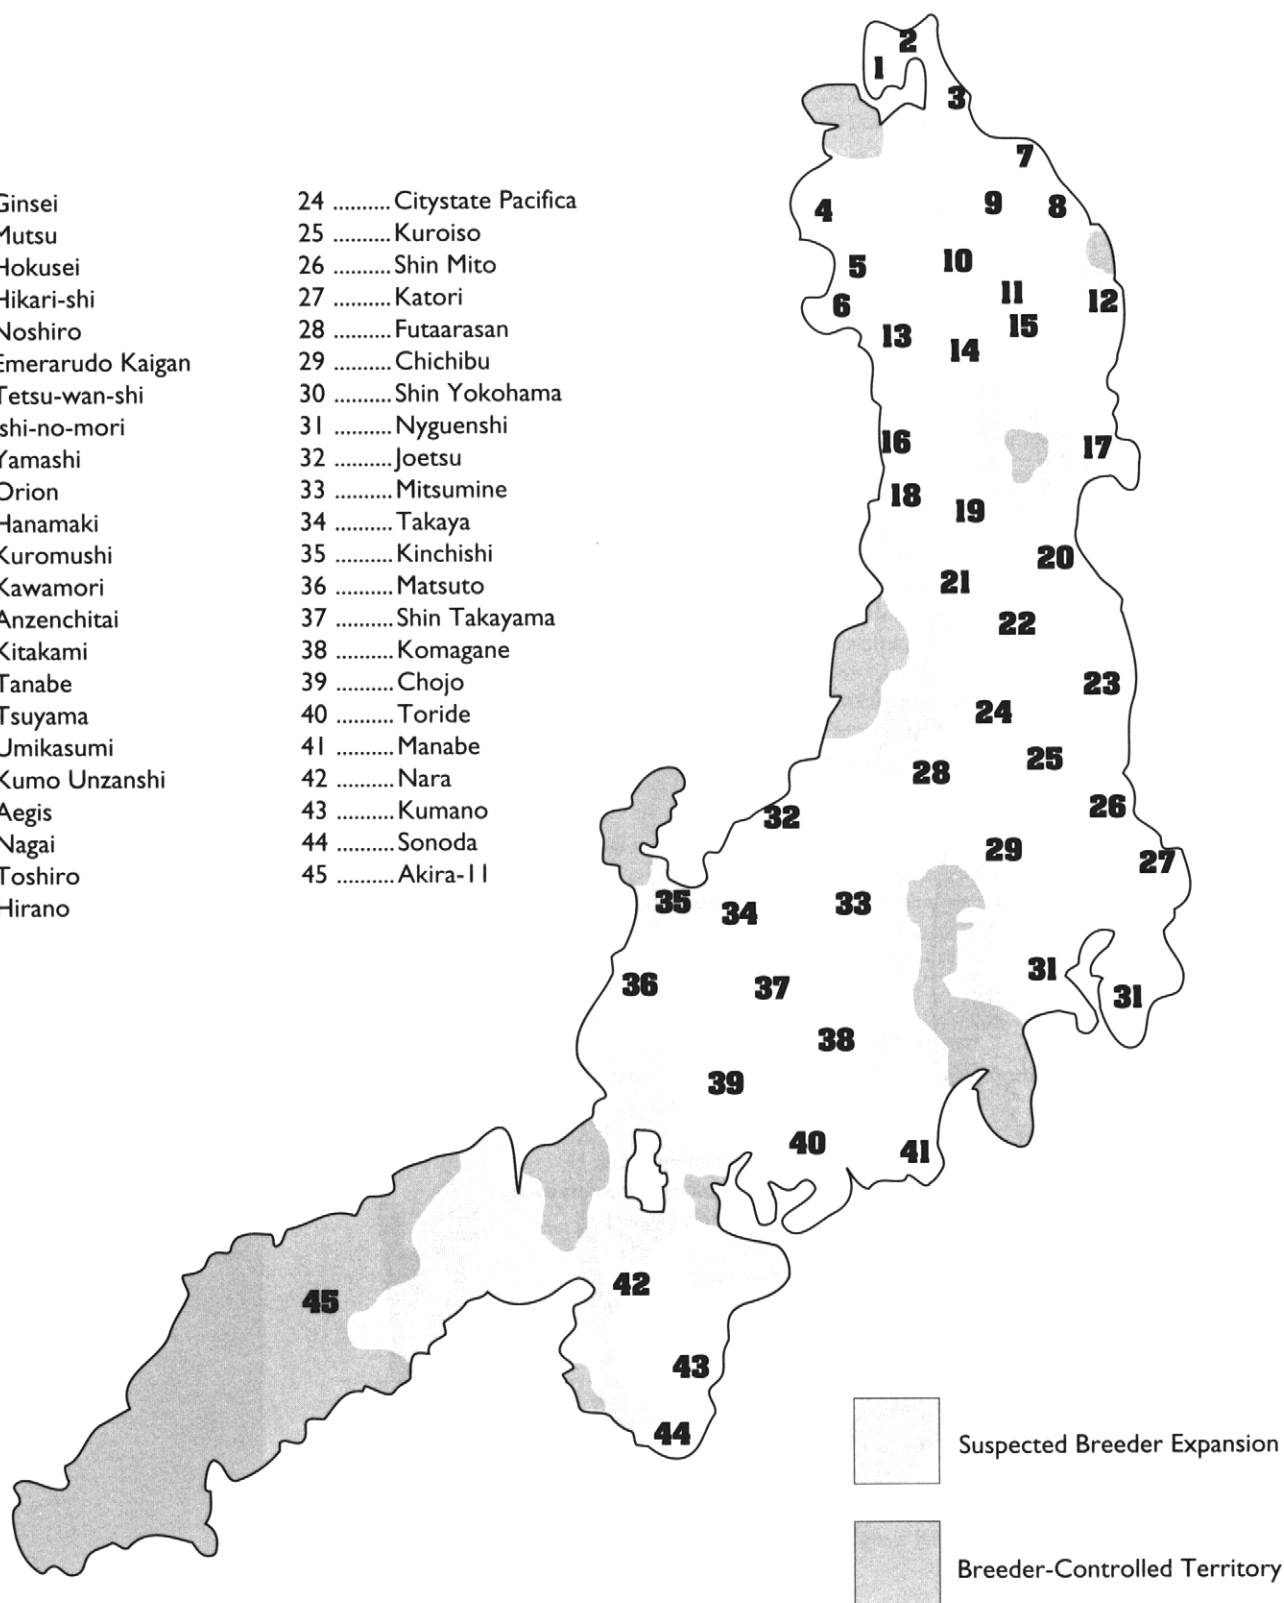 Ginsei
Mutsu
Hokusei
Hikari-shi
Noshiro
Emerarudo Kaigan
Tetsu-wan-shi
shi-no-mori
Yamashi
Orion
Hanamaki
Kuromushi
Kawamori
Anzenchitai
Kitakami
Tanabe
Tsuyama
Umikasumi
Kumo Unzanshi
Aegis
Nagai
Toshiro
Hirano
24 ..........Citystate Pacifica
25 ..........Kuroiso
26 ..........Shin Mito
27 ..........Katori
28 ..........Futaarasan
29 ..........Chichibu
30 ..........Shin Yokohama
31 ..........Nyguenshi
32 ..........Joetsu
33 ..........Mitsumine
34 ..........Takaya
35 ..........Kinchishi
36 ..........Matsuto
37 ..........Shin Takayama
38 ..........Komagane
39 ..........Chojo
40 ..........Toride
41 ..........Manabe
42 ..........Nara
43 ..........Kumano
44 ..........Sonoda
45 ..........Akira-11
2
1
3
7
4
9
8
5
10
6
11
12
13
15
14
16
17
18
19
20
21
22
23
24
28
25
32
26
29
27
35
34
33
36
37
31
31
38
39
40
41
42
45
43
44
Suspected Breeder Expansion
Breeder-Controlled Territory